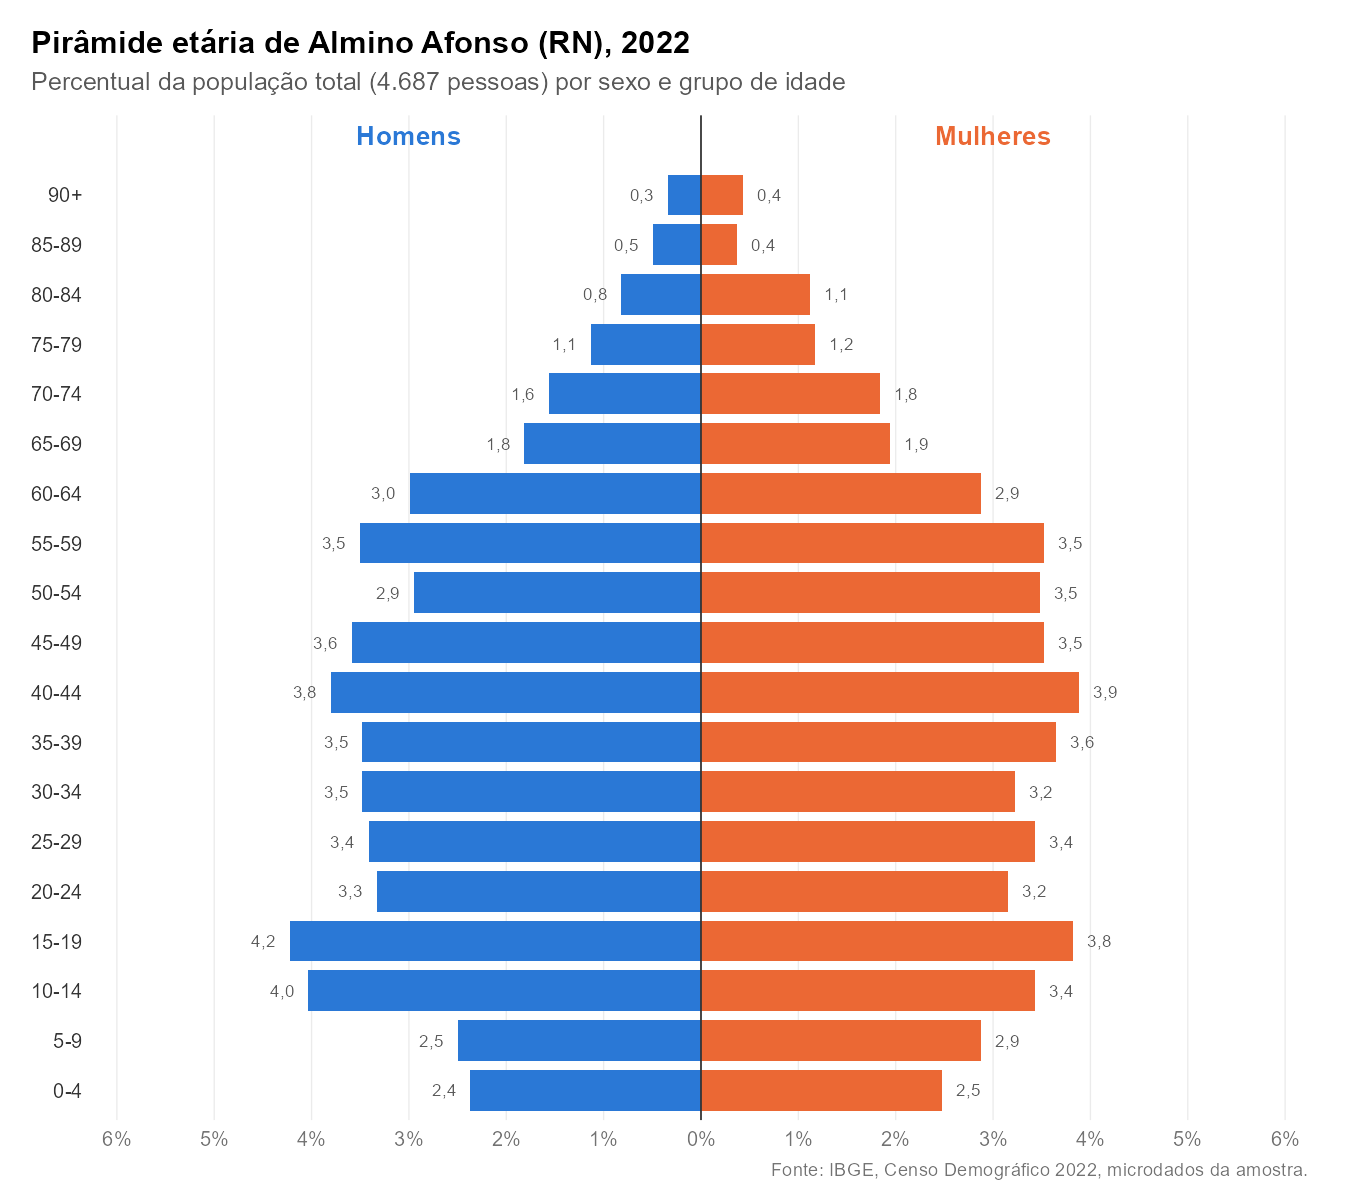 Pirâmide etária de Almino Afonso (RN), 2022
Percentual da população total (4.687 pessoas) por sexo e grupo de idade
Homens Mulheres
90+ 0,3 0,4
85-89 0,5 0,4
80-84 0,8 1,1
75-79 1,1 1,2
70-74 1,6 1,8
65-69 1,8 1,9
60-64 3,0 2,9
55-59 3,5 3,5
50-54 2,9 3,5
45-49 3,6 3,5
40-44 3,8 3,9
35-39 3,5 3,6
30-34 3,5 3,2
25-29 3,4 3,4
20-24 3,3 3,2
15-19 4,2 3,8
10-14 4,0 3,4
5-9 2,5 2,9
0-4 2,4 2,5
6% 5% 4% 3% 2% 1% 0% 1% 2% 3% 4% 5% 6%
Fonte: IBGE, Censo Demográfico 2022, microdados da amostra.